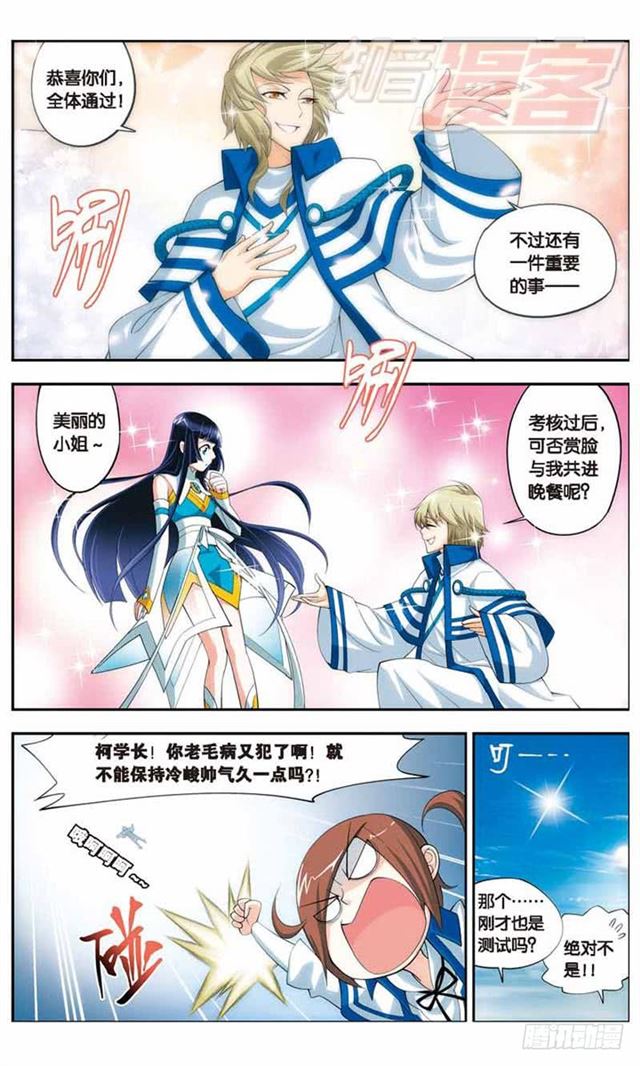 恭喜你们，
全体通过！
知音漫客
唰
不过还有
一件重要
的事——
唰
美丽的
小姐~
考核过后，
可否赏脸
与我共进
晚餐呢？
柯学长！你老毛病又犯了啊！就
不能保持冷峻帅气久一点吗？！
碰
叮——···
那个……
刚才也是
测试吗？
绝对不
是！！
腾讯动漫